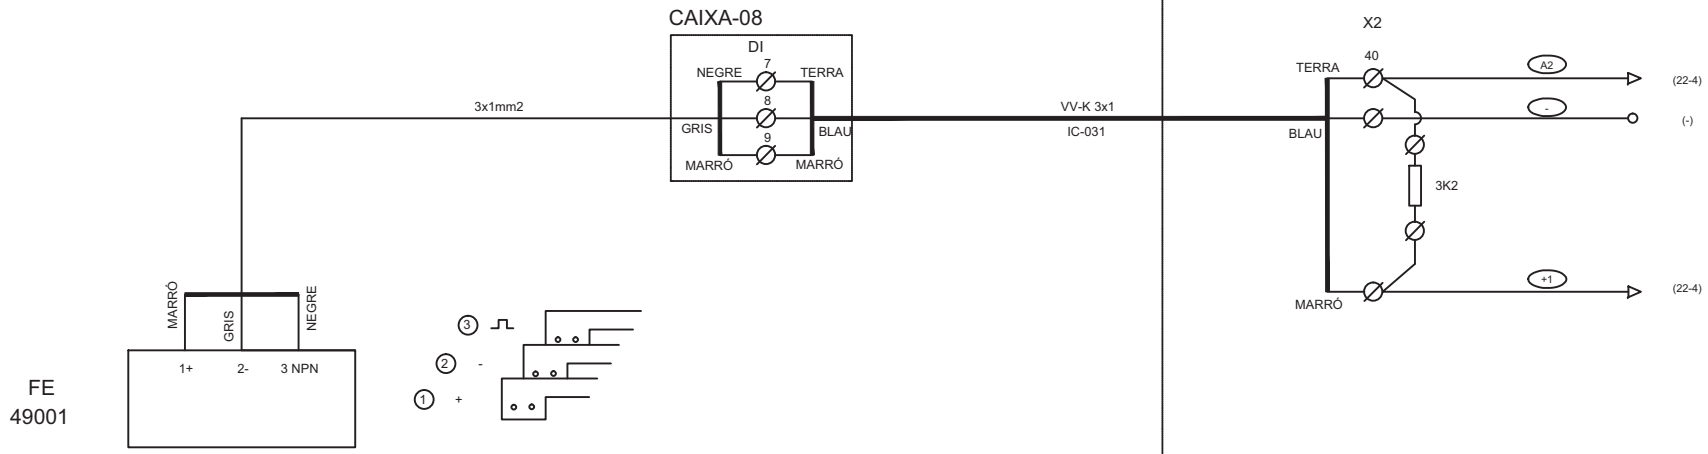 CAIXA-08
DI
7
NEGRE
TERRA
8
GRIS
BLAU
9
MARRÓ
MARRÓ
3x1mm2
VV-K 3x1
IC-031
X2
40
TERRA
A2
(22-4)
BLAU
-
(-)
3K2
MARRÓ
+1
(22-4)
MARRÓ
GRIS
NEGRE
1+
2-
3 NPN
FE
49001
3
2
-
1
+